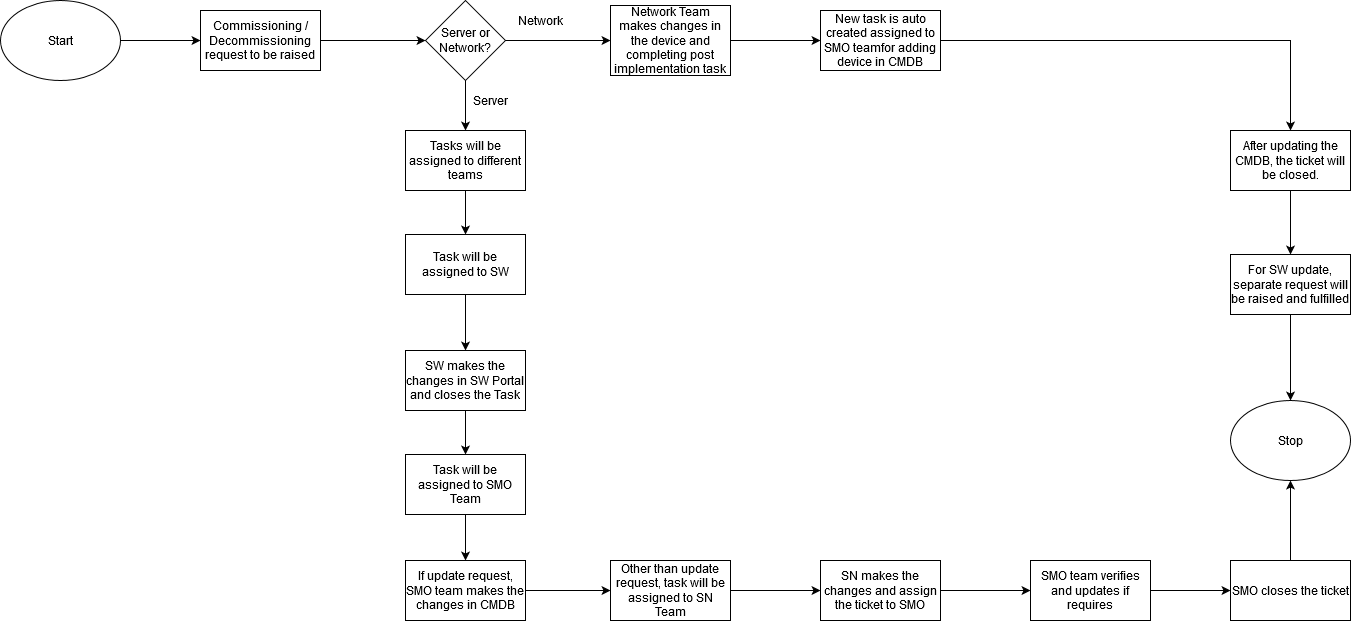 Start
Commissioning /
Decommissioning
request to be raised
Server or
Network?
Network
Network Team
makes changes in
the device and
completing post
implementation task
New task is auto
created assigned to
SMO teamfor adding
device in CMDB
Server
Tasks will be
assigned to different
teams
After updating the
CMDB, the ticket will
be closed.
Task will be
assigned to SW
For SW update,
separate request will
be raised and fulfilled
SW makes the
changes in SW Portal
and closes the Task
Stop
Task will be
assigned to SMO
Team
If update request,
SMO team makes the
changes in CMDB
Other than update
request, task will be
assigned to SN
Team
SN makes the
changes and assign
the ticket to SMO
SMO team verifies
and updates if
requires
SMO closes the ticket